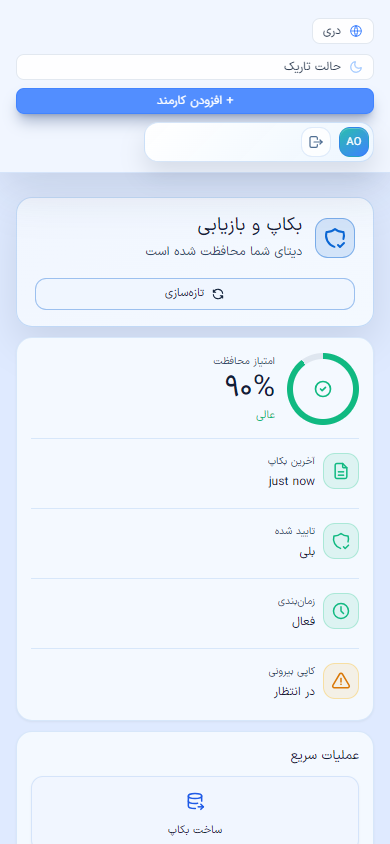 دری
حالت تاریک
+ افزودن کارمند
AO
بکاپ و بازیابی
دیتای شما محافظت شده است
تازه‌سازی
امتیاز محافظت
۹۰%
عالی
آخرین بکاپ
just now
تایید شده
بلی
زمان‌بندی
فعال
کاپی بیرونی
در انتظار
عملیات سریع
ساخت بکاپ